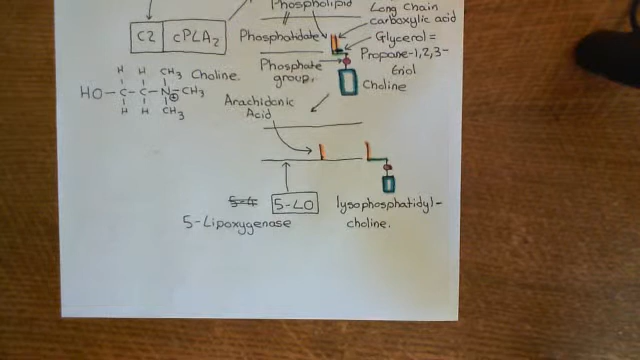 Phospholipid
Long Chain
carboxylic acid
C2 cPLA2
Phosphatidate
Glycerol =
Propane-1,2,3-
triol
Phosphate
group.
Choline
Choline.
H H CH3
HO-C-C-N-CH3
⊕
H H CH3
Arachidonic
Acid
5-LO
5-Lipoxygenase
lysophosphatidyl-
choline.